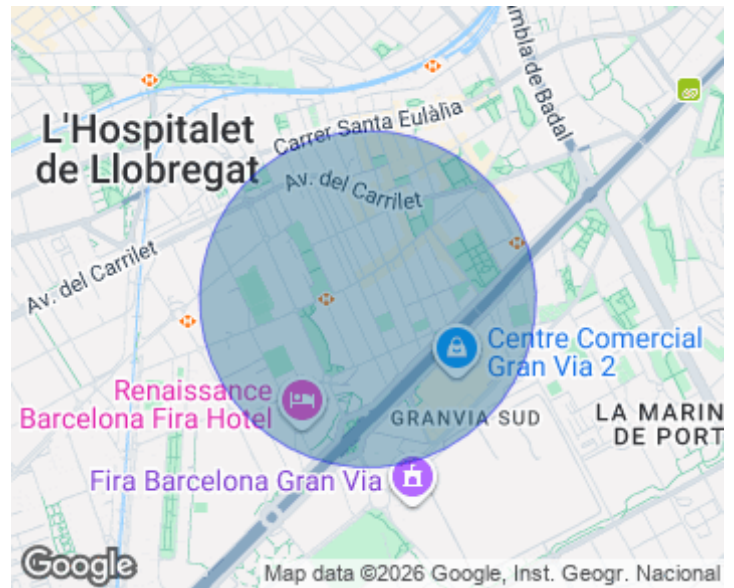 Rambla de Badal
L'Hospitalet
de Llobregat
Carrer Santa Eulàlia
Av. del Carrilet
Av. del Carrilet
Centre Comercial
Gran Via 2
Renaissance
Barcelona Fira Hotel
GRANVIA SUD
LA MARIN
DE PORT
Fira Barcelona Gran Via
Google
Map data ©2026 Google, Inst. Geogr. Nacional